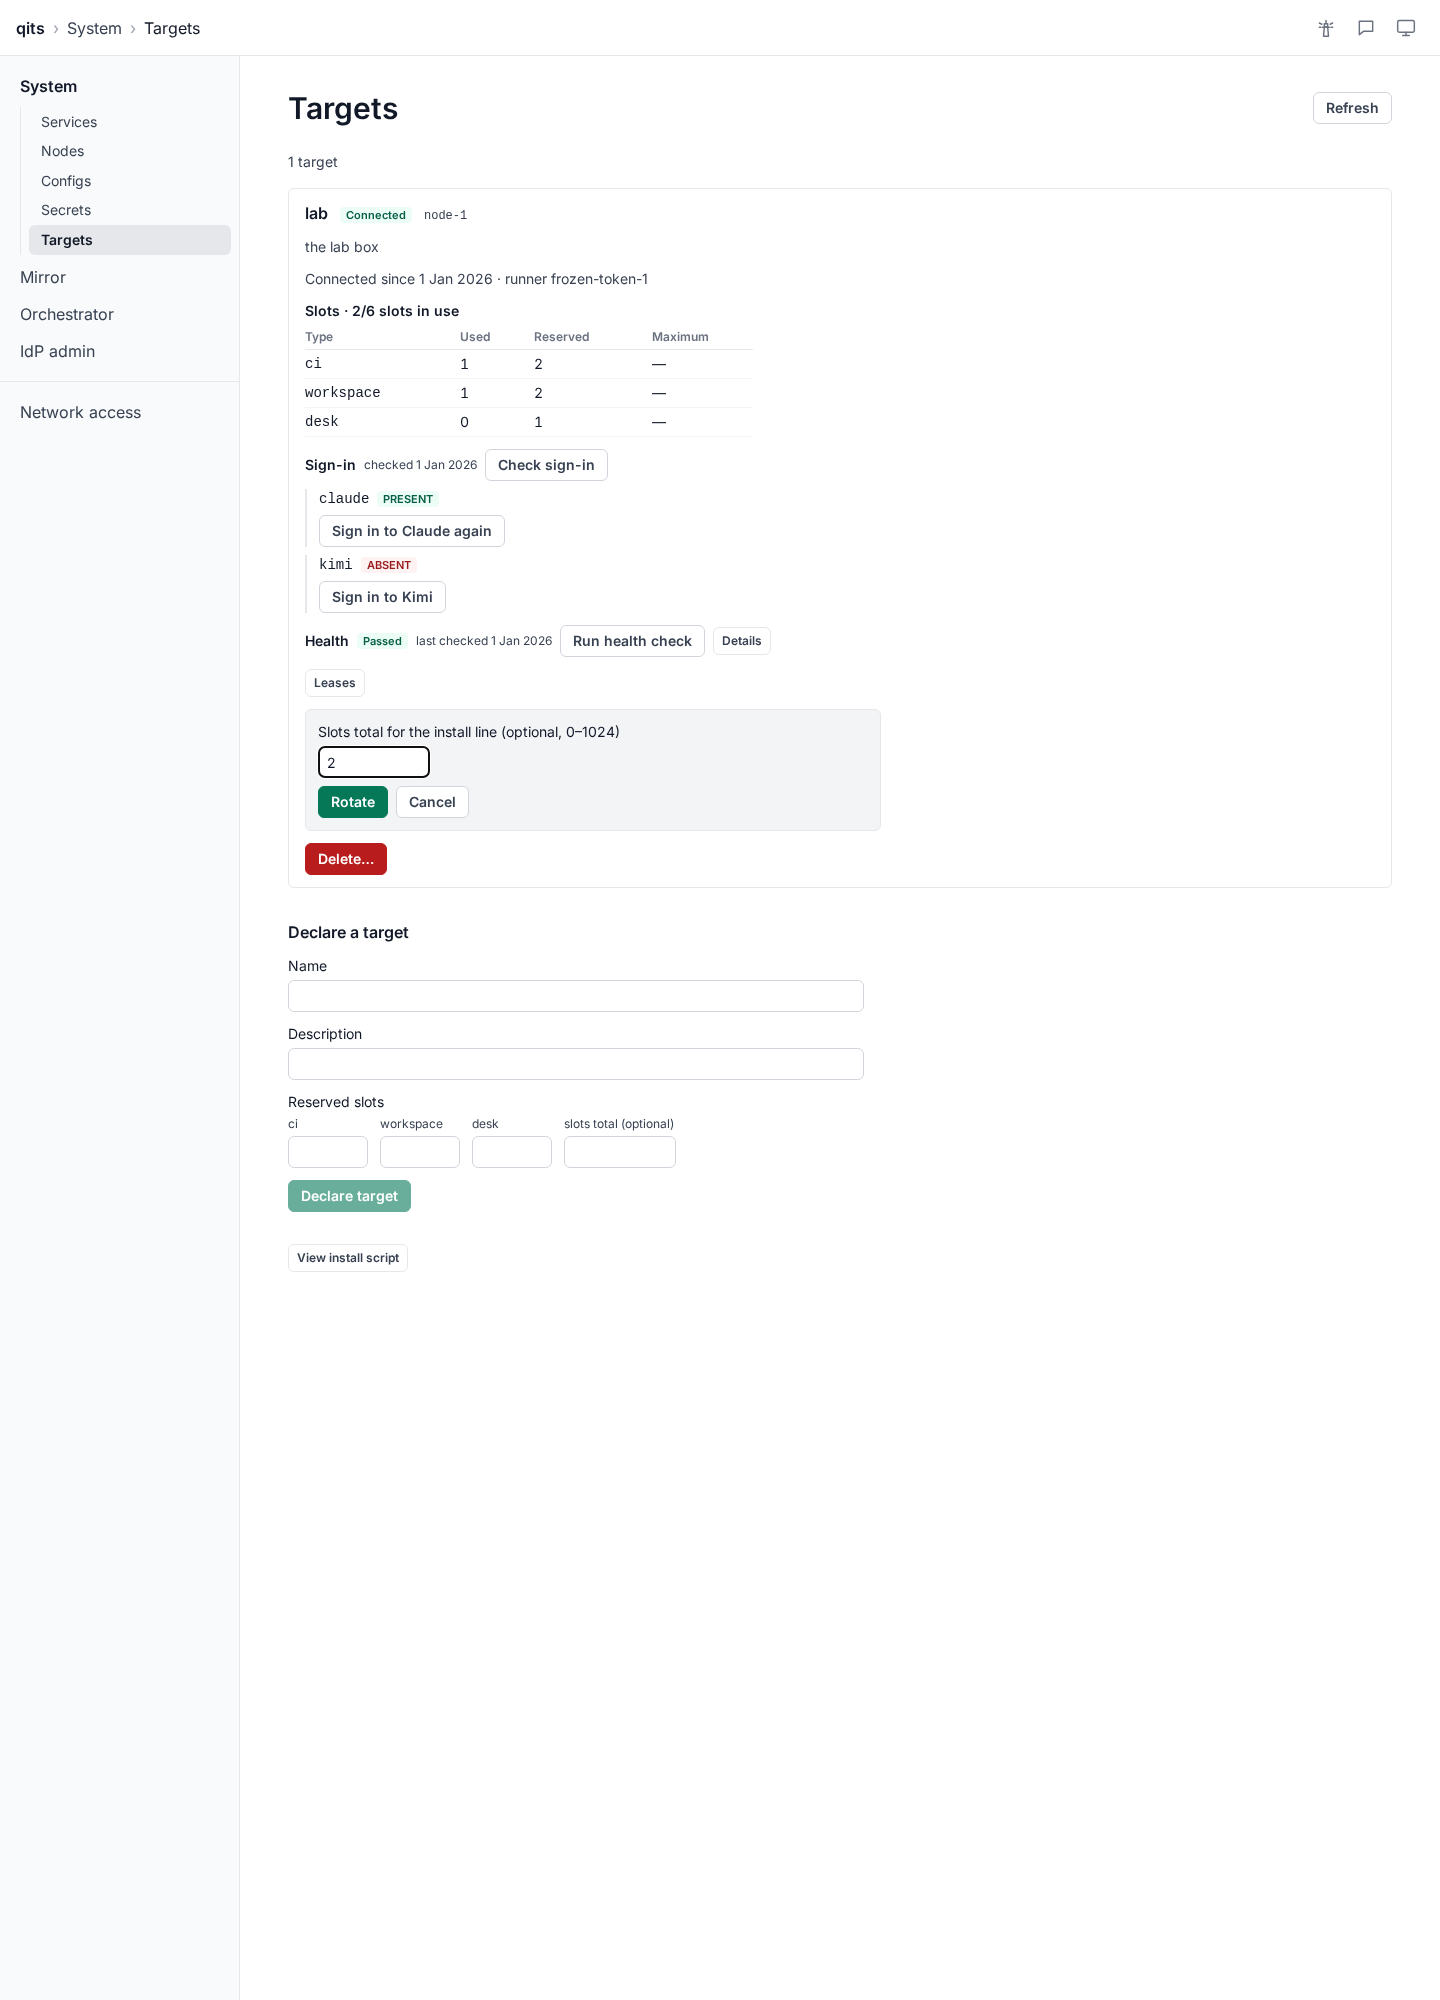 qits › System › Targets
System
Services
Nodes
Configs
Secrets
Targets
Mirror
Orchestrator
IdP admin
Network access
Targets
Refresh
1 target
lab Connected node-1
the lab box
Connected since 1 Jan 2026 · runner frozen-token-1
Slots · 2/6 slots in use
Type Used Reserved Maximum
ci 1 2 —
workspace 1 2 —
desk 0 1 —
Sign-in checked 1 Jan 2026 Check sign-in
claude PRESENT
Sign in to Claude again
kimi ABSENT
Sign in to Kimi
Health Passed last checked 1 Jan 2026 Run health check Details
Leases
Slots total for the install line (optional, 0–1024)
2
Rotate Cancel
Delete...
Declare a target
Name
Description
Reserved slots
ci workspace desk slots total (optional)
Declare target
View install script